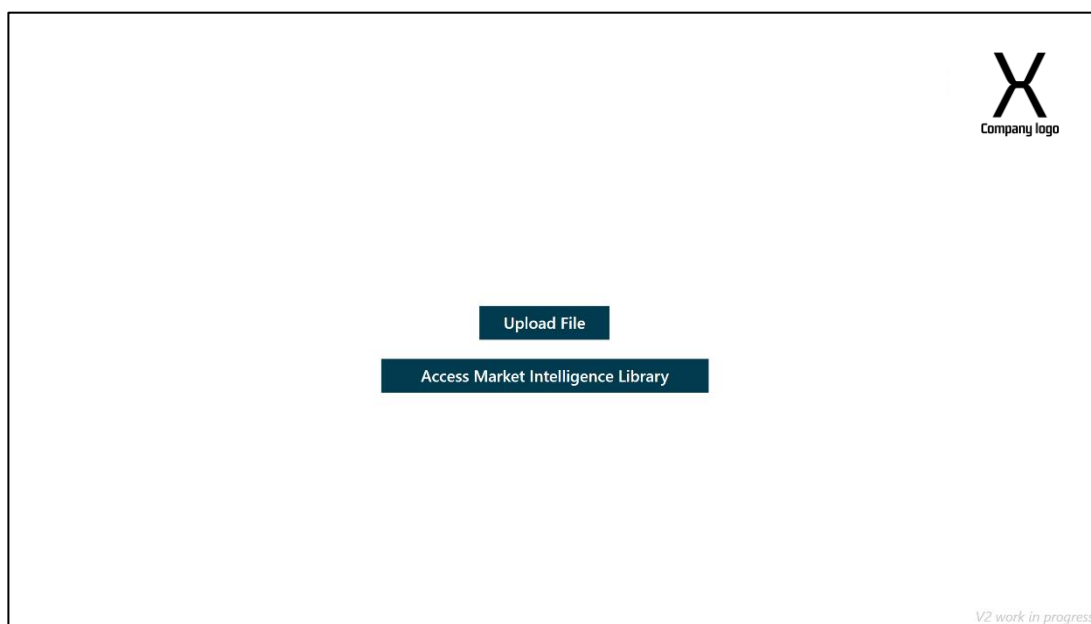 Company logo
Upload File
Access Market Intelligence Library
V2 work in progress